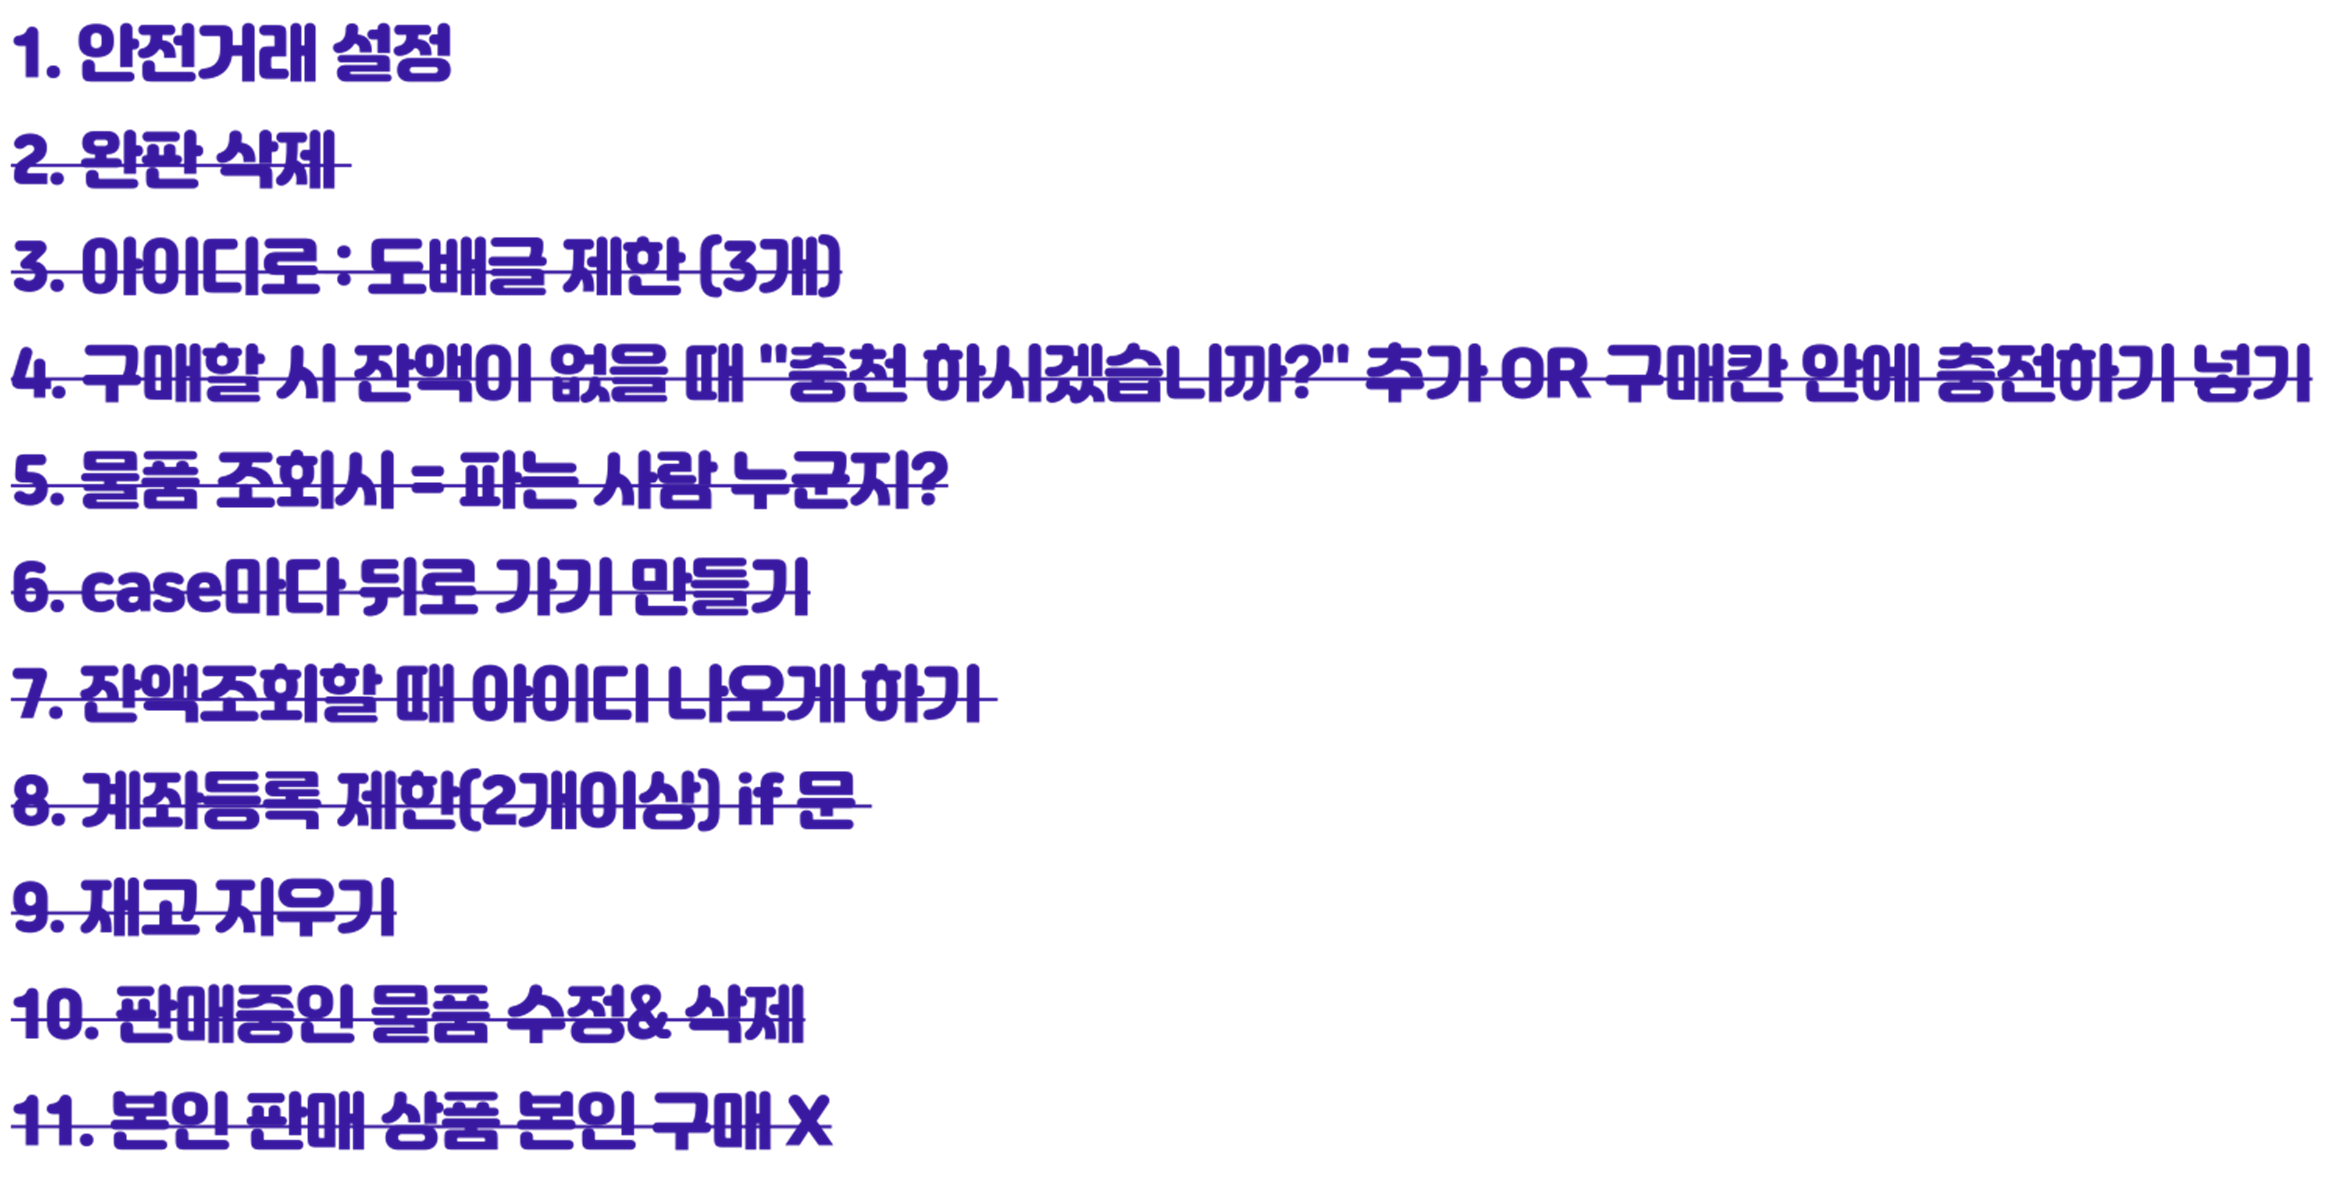 1. 안전거래 설정
2. 완판 삭제
3. 아이디로 : 도배글 제한 (3개)
4. 구매할 시 잔액이 없을 때 "충전 하시겠습니까?" 추가 OR 구매칸 안에 충전하기 넣기
5. 물품 조회시 = 파는 사람 누군지?
6. case마다 뒤로 가기 만들기
7. 잔액조회할 때 아이디 나오게 하기
8. 계좌등록 제한(2개이상) if 문
9. 재고 지우기
10. 판매중인 물품 수정& 삭제
11. 본인 판매 상품 본인 구매 X